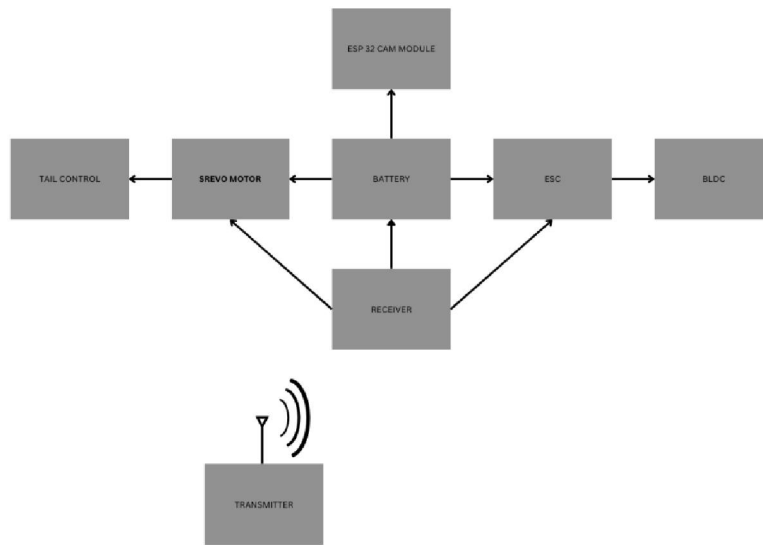 ESP 32 CAM MODULE
TAIL CONTROL
SREVO MOTOR
BATTERY
ESC
BLDC
RECEIVER
TRANSMITTER